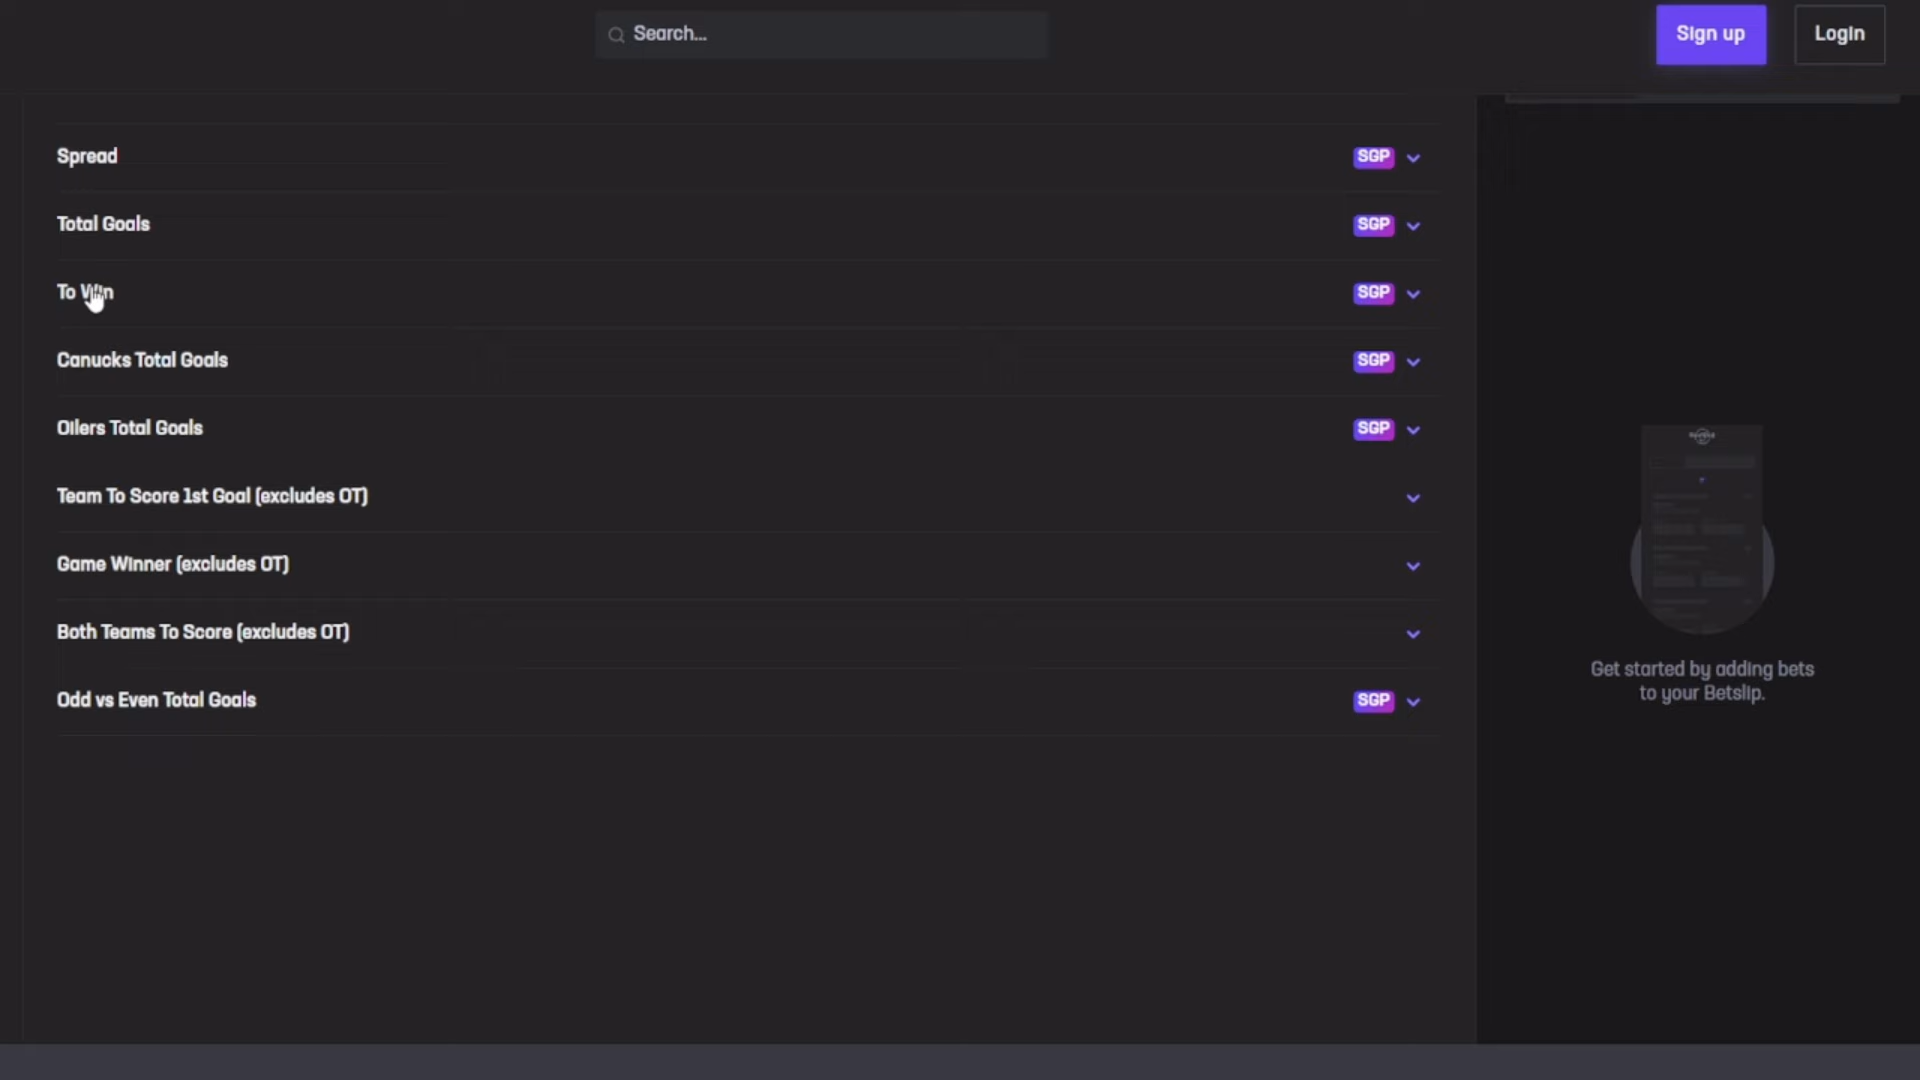 Search...
Sign up
Login
Spread
SGP
Total Goals
SGP
To Win
SGP
Canucks Total Goals
SGP
Oilers Total Goals
SGP
Team To Score 1st Goal (excludes OT)
Game Winner (excludes OT)
Both Teams To Score (excludes OT)
Odd vs Even Total Goals
SGP
Get started by adding bets
to your Betslip.